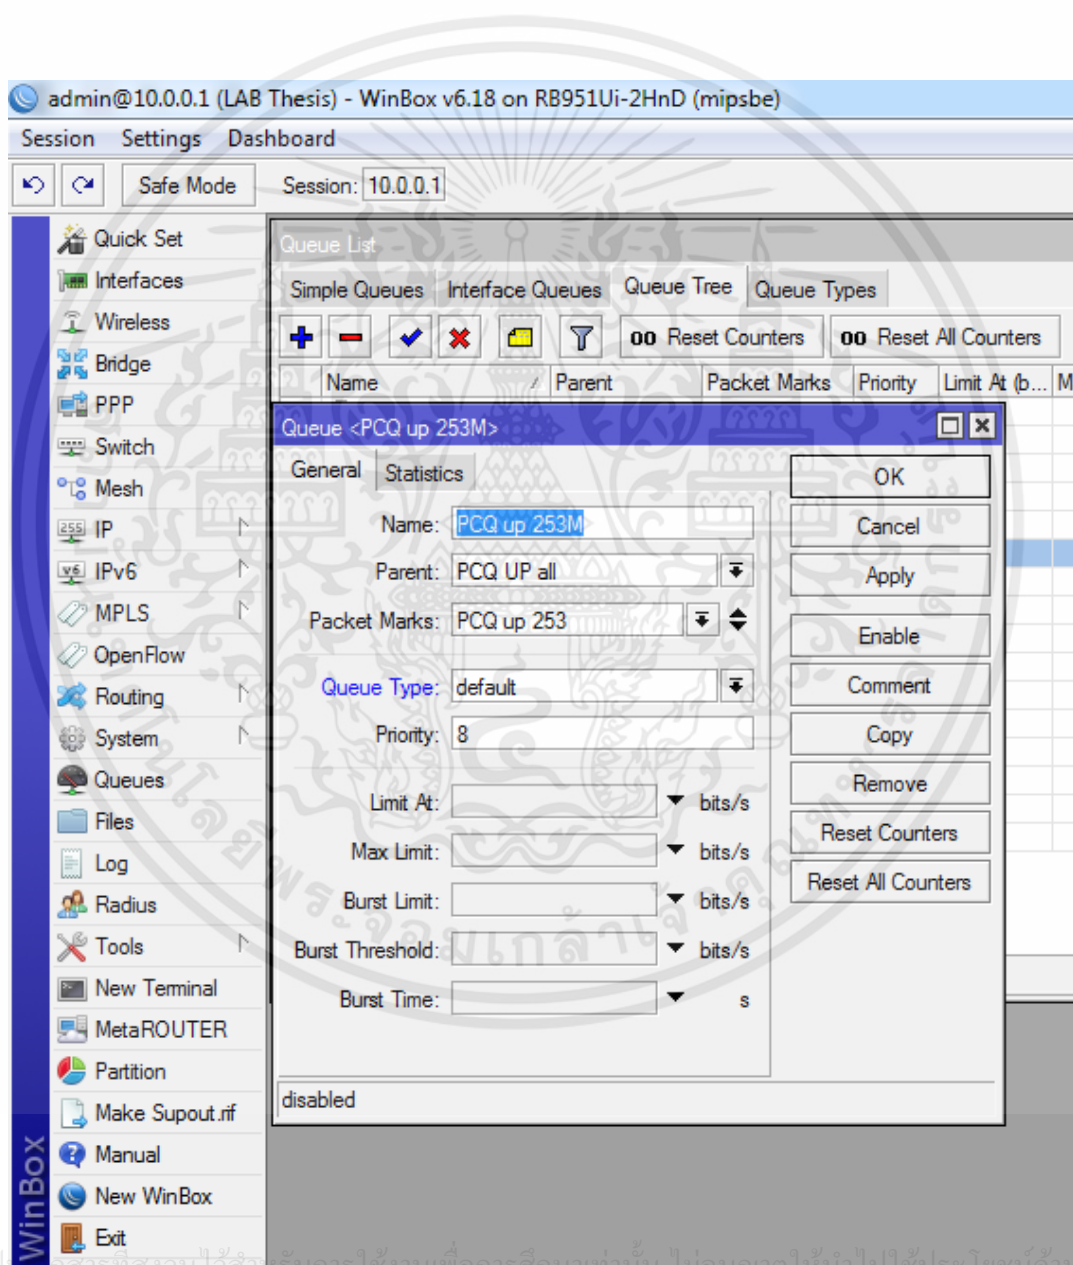 admin@10.0.0.1 (LAB Thesis) - WinBox v6.18 on RB951Ui-2HnD (mipsbe)
Session Settings Dashboard
Safe Mode Session: 10.0.0.1
Quick Set
Interfaces
Wireless
Bridge
PPP
Switch
Mesh
IP
IPv6
MPLS
OpenFlow
Routing
System
Queues
Files
Log
Radius
Tools
New Terminal
MetaROUTER
Partition
Make Supout.rif
Manual
New WinBox
Exit
WinBox
Queue List
Simple Queues Interface Queues Queue Tree Queue Types
00 Reset Counters 00 Reset All Counters
Name / Parent Packet Marks Priority Limit At (b... M
Queue <PCQ up 253M>
General Statistics
Name: PCQ up 253M
Parent: PCQ UP all
Packet Marks: PCQ up 253
Queue Type: default
Priority: 8
Limit At: bits/s
Max Limit: bits/s
Burst Limit: bits/s
Burst Threshold: bits/s
Burst Time: s
OK
Cancel
Apply
Enable
Comment
Copy
Remove
Reset Counters
Reset All Counters
disabled